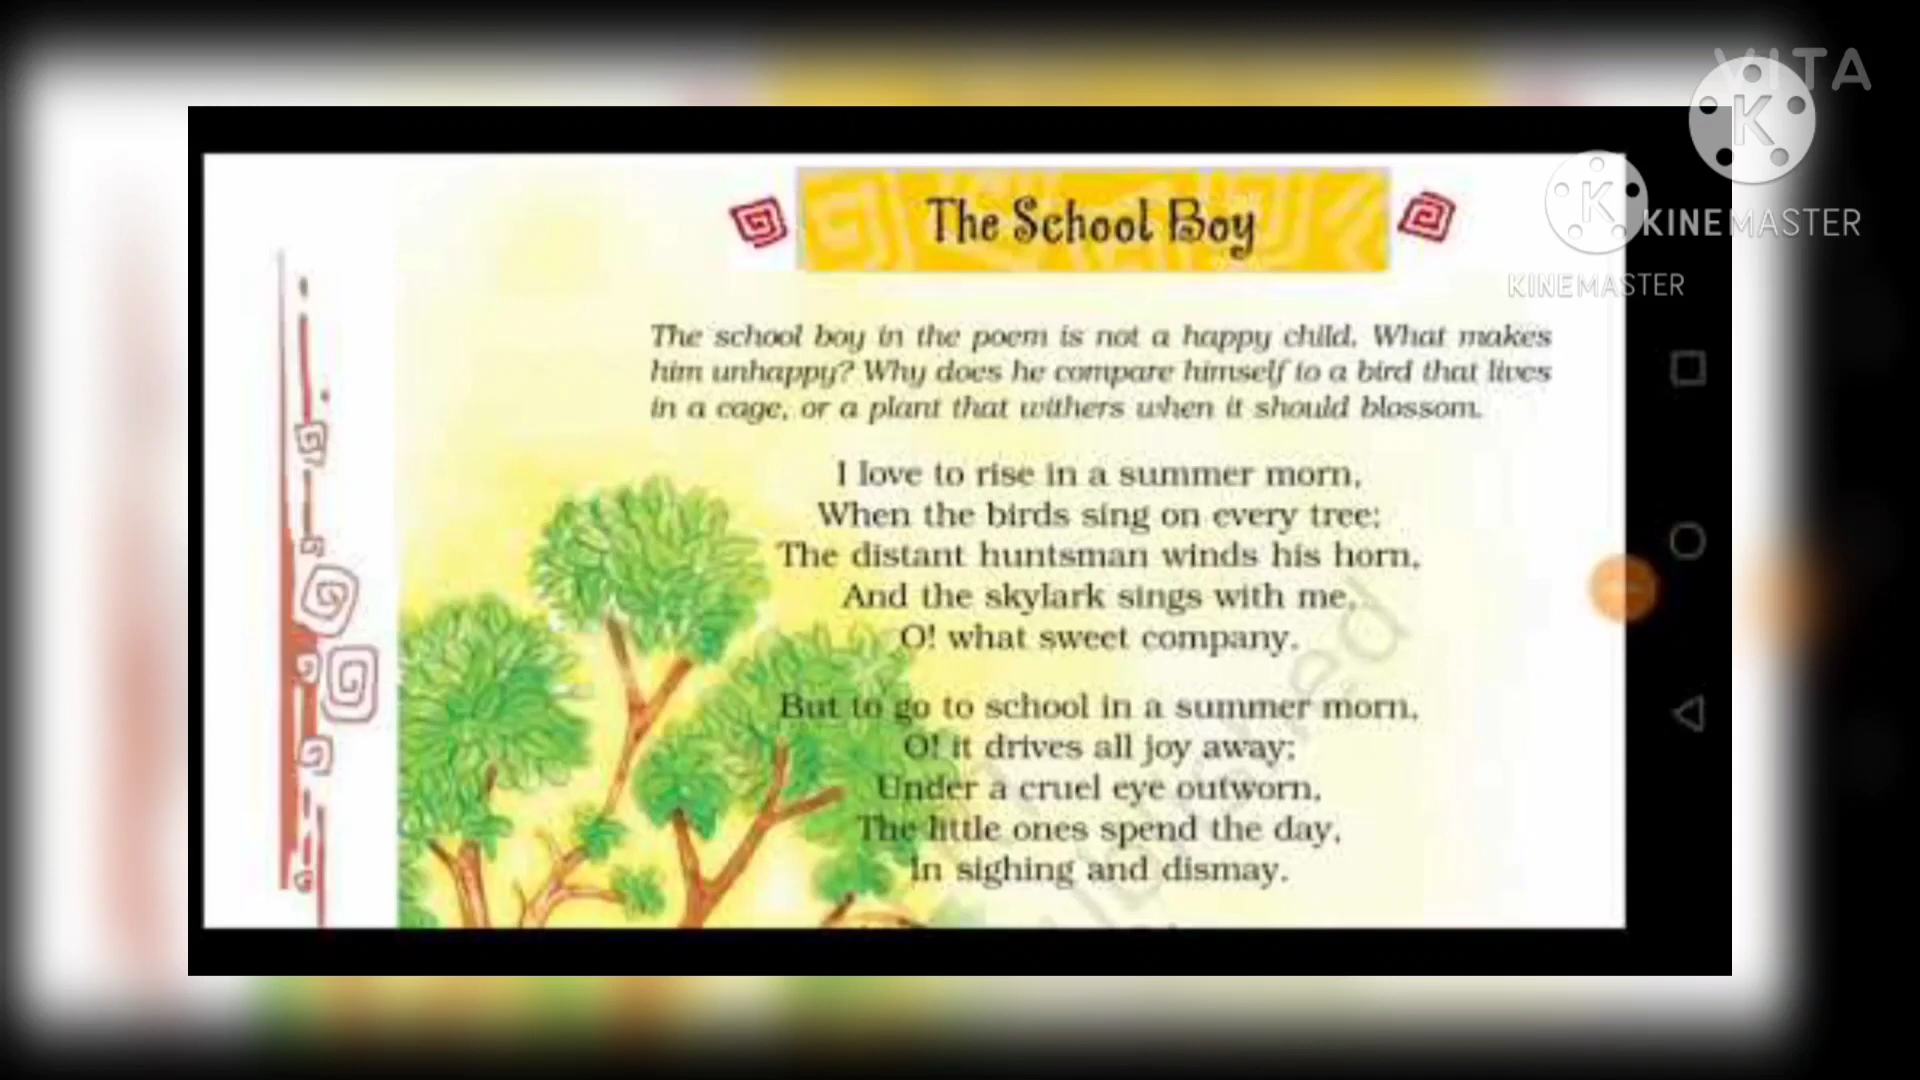 VITA
K
K
KINEMASTER
KINEMASTER
The School Boy
The school boy in the poem is not a happy child. What makes
him unhappy? Why does he compare himself to a bird that lives
in a cage, or a plant that withers when it should blossom.
I love to rise in a summer morn,
When the birds sing on every tree;
The distant huntsman winds his horn,
And the skylark sings with me,
O! what sweet company.
But to go to school in a summer morn,
O! it drives all joy away;
Under a cruel eye outworn,
The little ones spend the day,
In sighing and dismay.